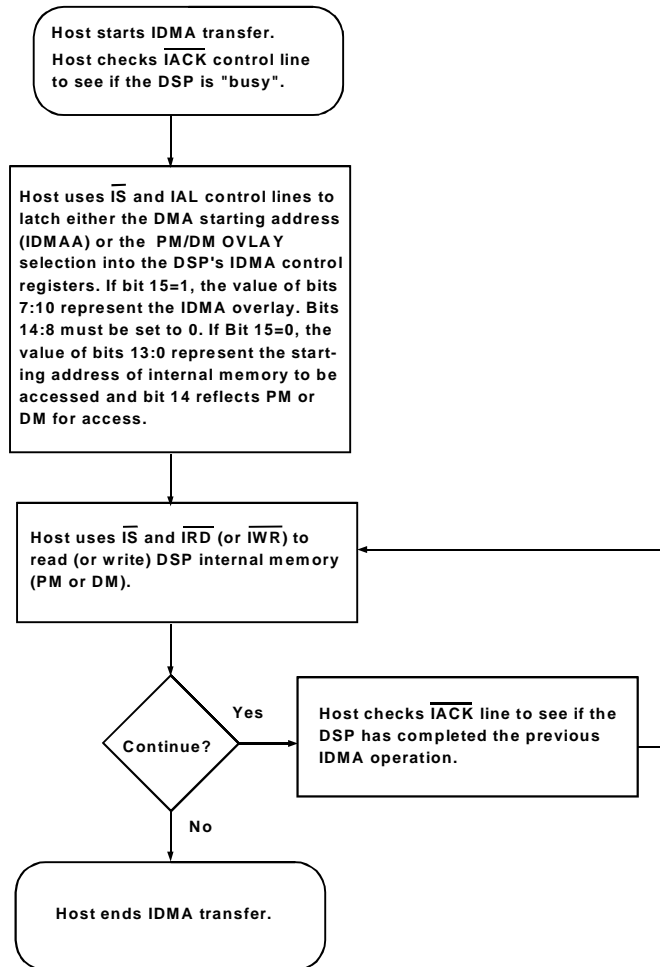 Host starts IDMA transfer.
Host checks I̅A̅C̅K̅ control line
to see if the DSP is "busy".
Host uses I̅S̅ and IAL control lines to
latch either the DMA starting address
(IDMAA) or the PM/DM OVLAY
selection into the DSP's IDMA control
registers. If bit 15=1, the value of bits
7:10 represent the IDMA overlay. Bits
14:8 must be set to 0. If Bit 15=0, the
value of bits 13:0 represent the start-
ing address of internal memory to be
accessed and bit 14 reflects PM or
DM for access.
Host uses I̅S̅ and I̅R̅D̅ (or I̅W̅R̅) to
read (or write) DSP internal memory
(PM or DM).
Continue?
Yes
Host checks I̅A̅C̅K̅ line to see if the
DSP has completed the previous
IDMA operation.
No
Host ends IDMA transfer.